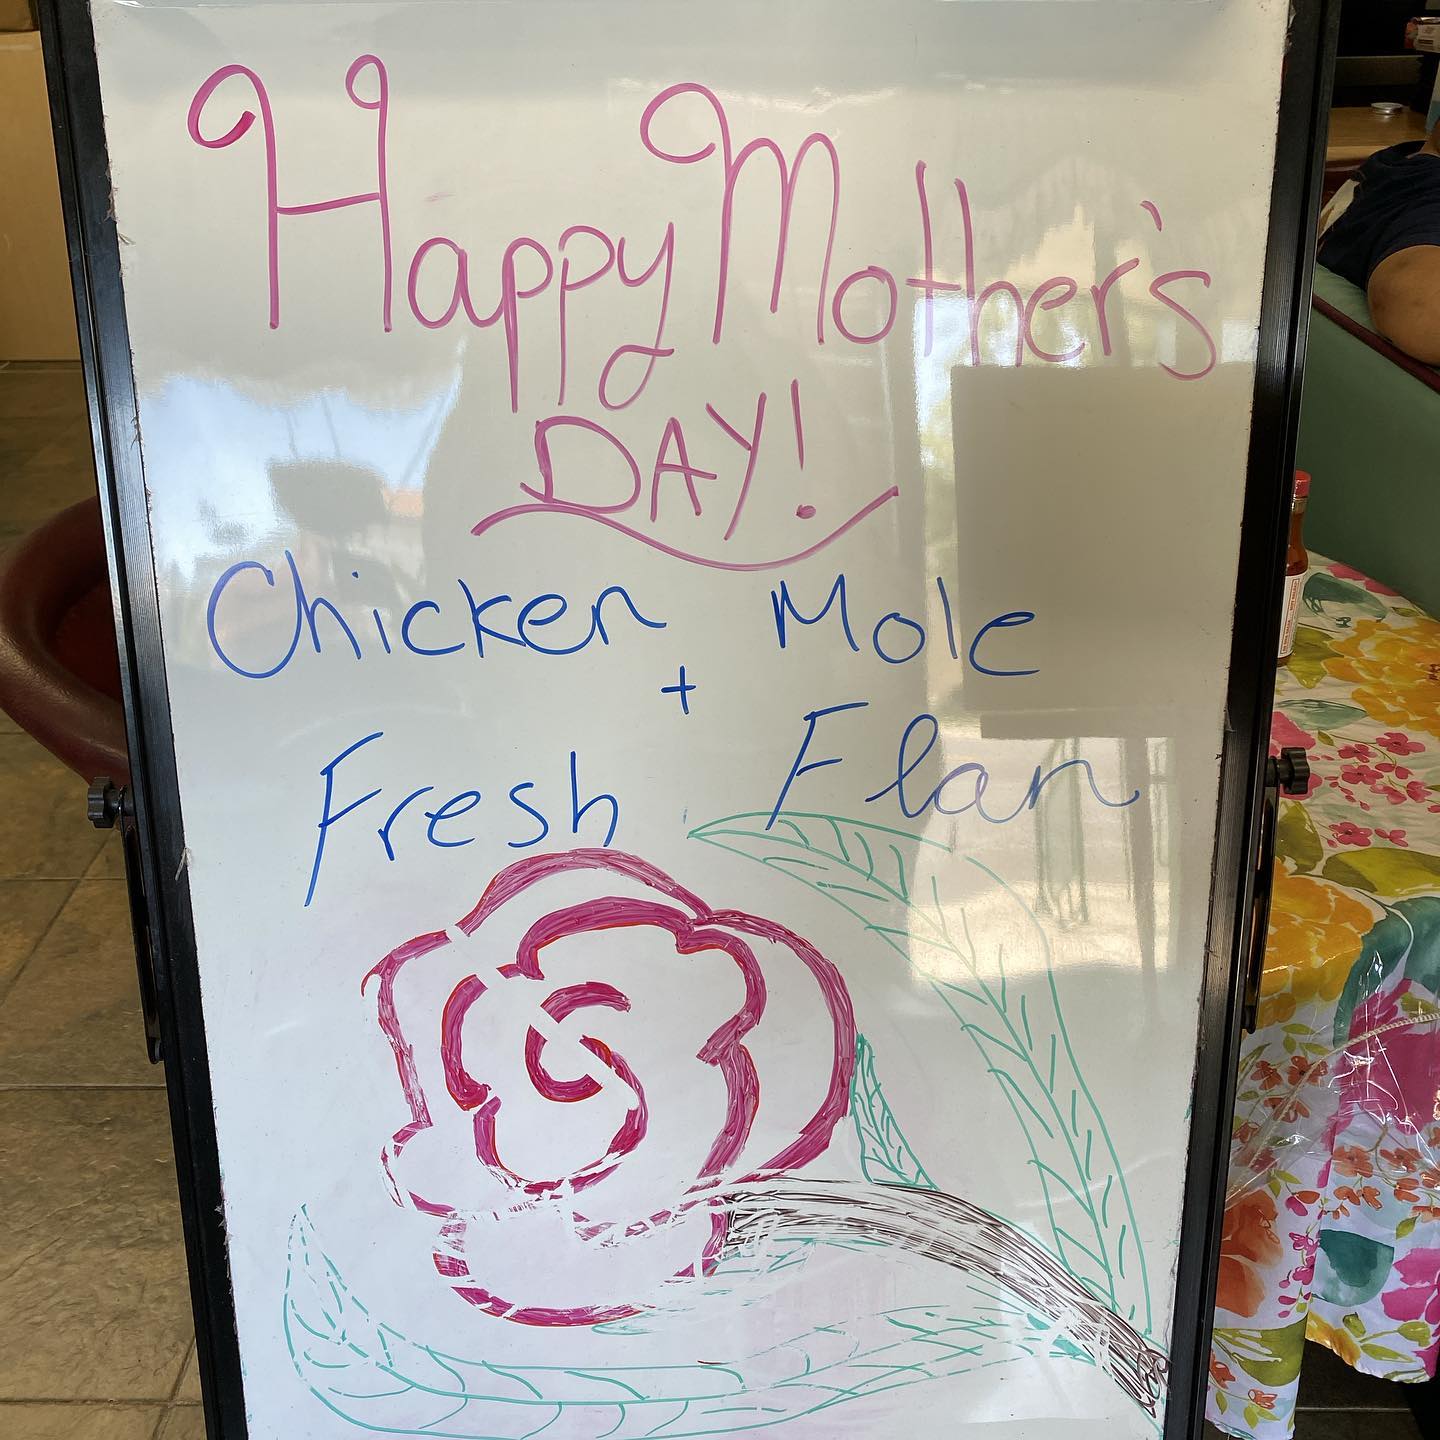 Happy Mother's
DAY!
Chicken Mole
+
Fresh Flan